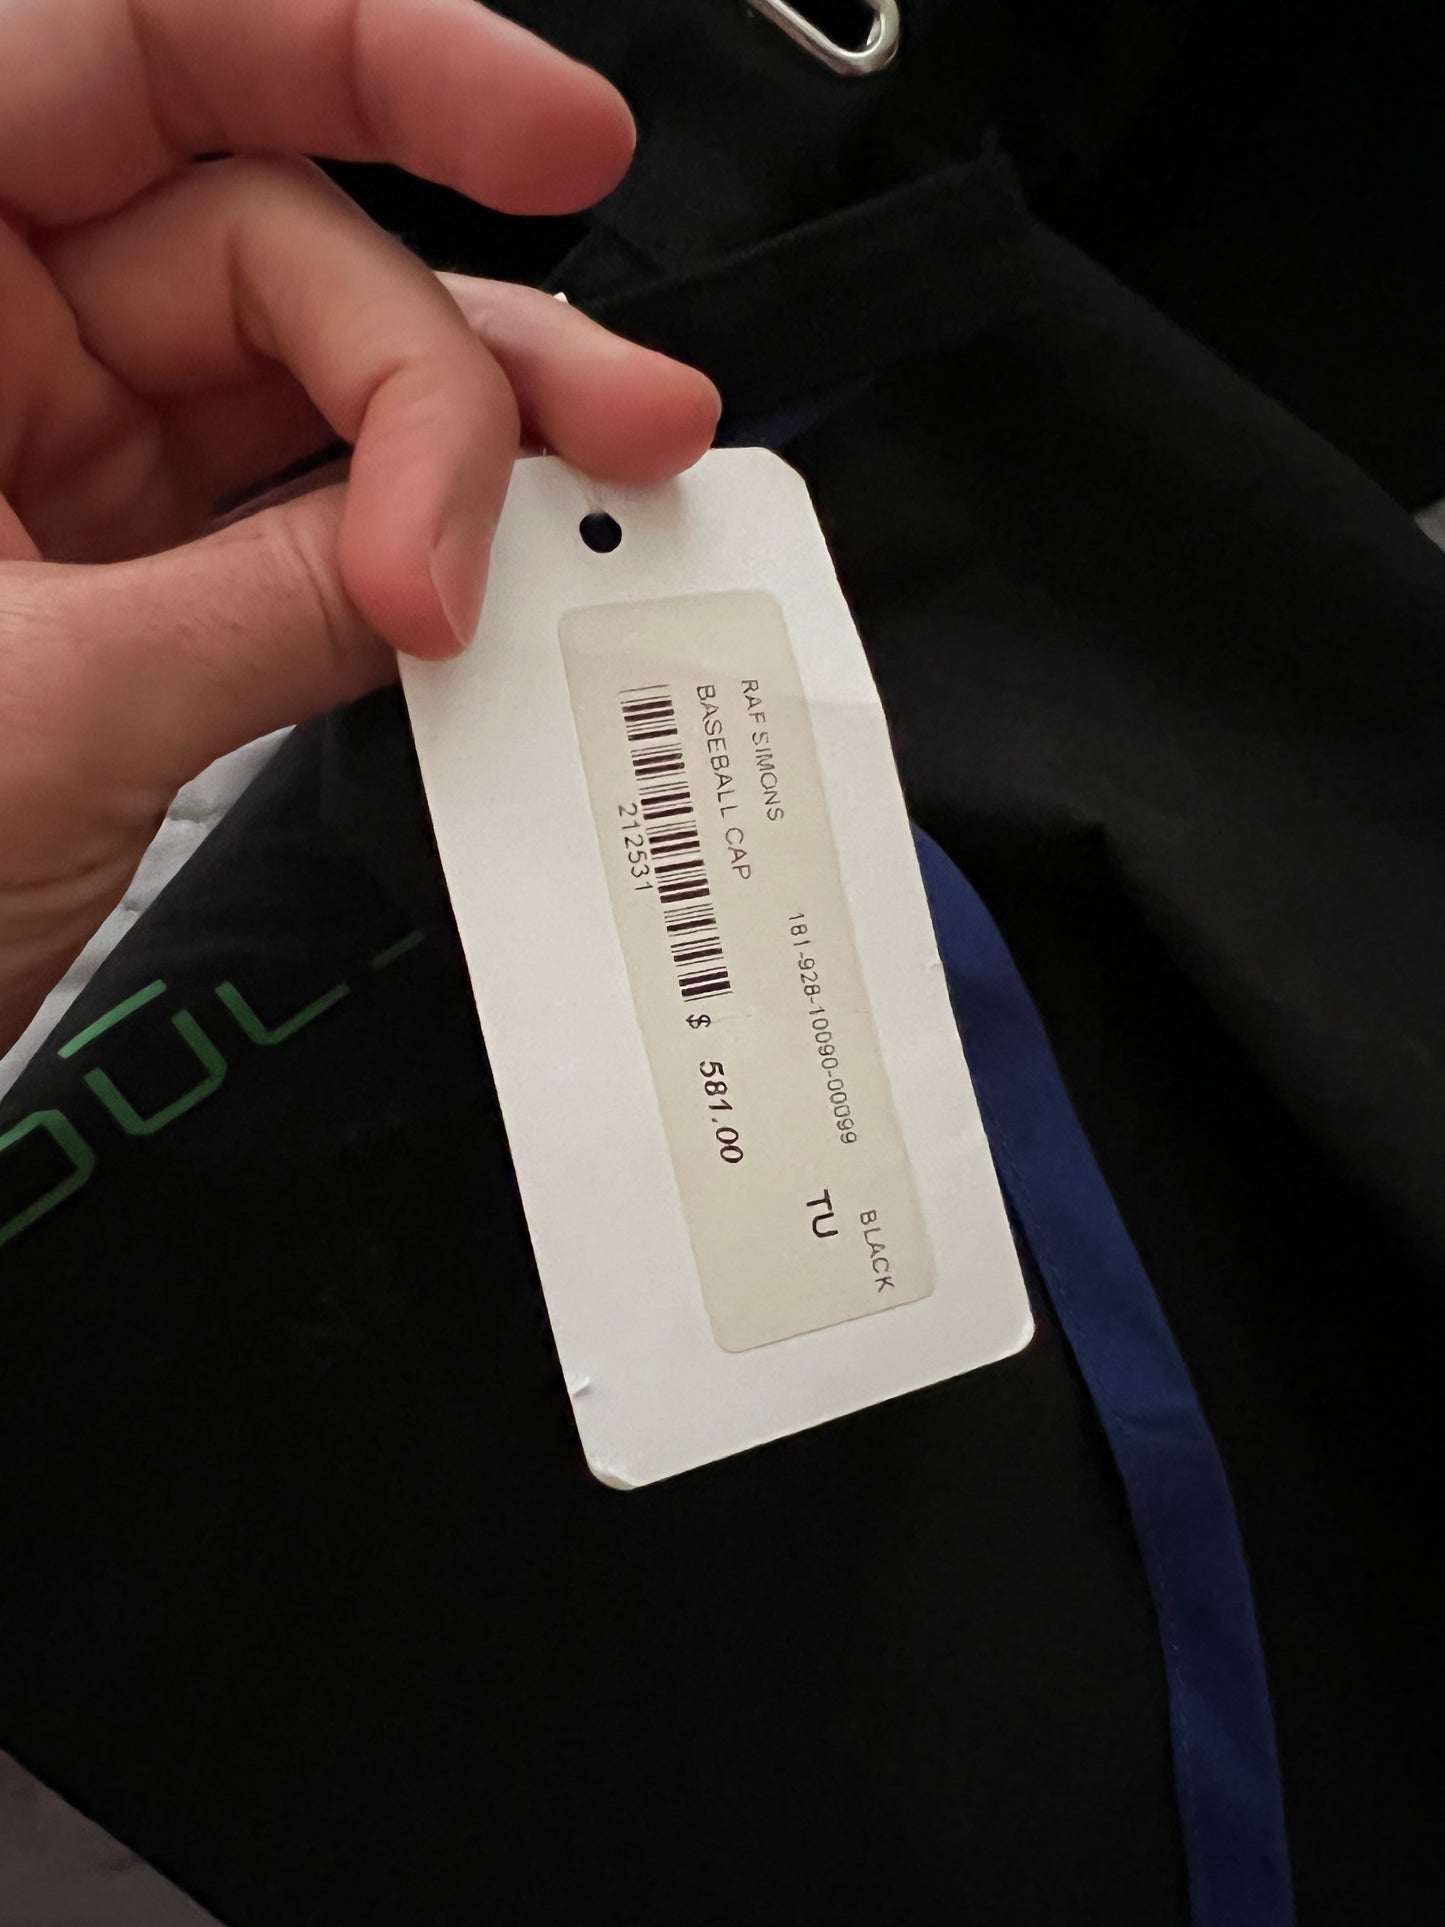 RAF SIMONS
BLACK
181-928-10090-00099
TU
BASEBALL CAP
212531
$ 581.00